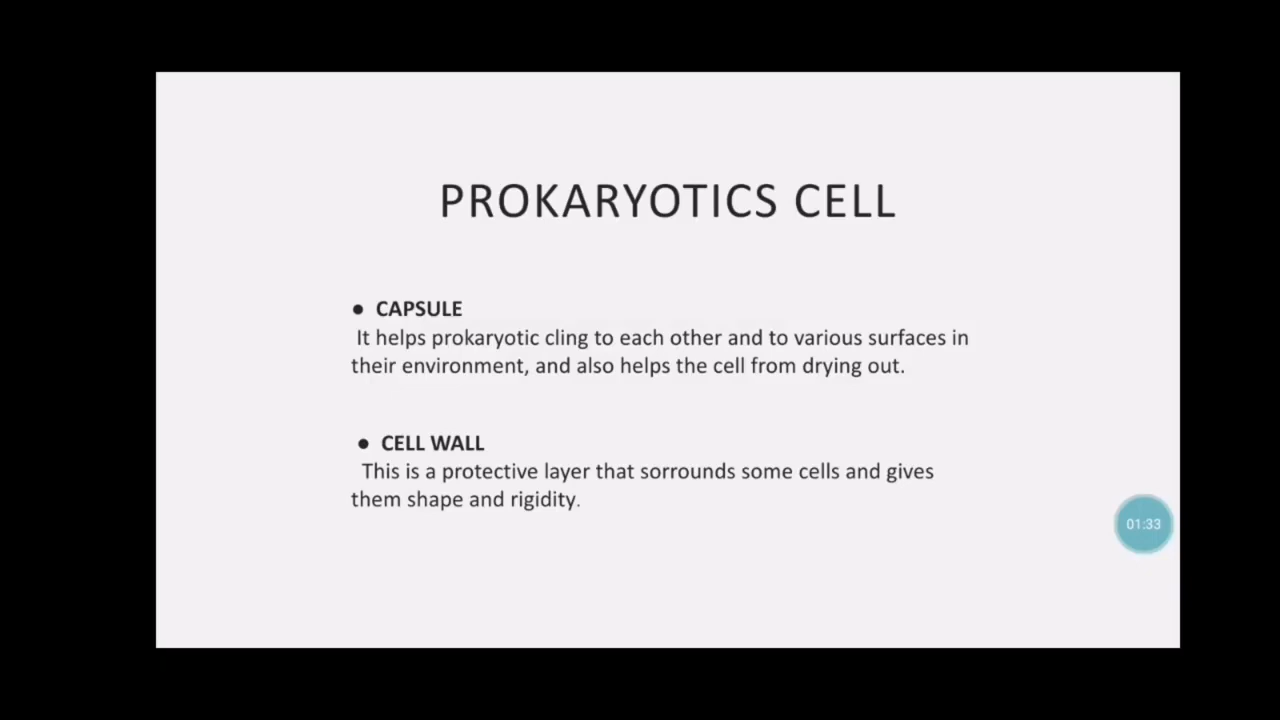 PROKARYOTICS CELL
● CAPSULE
It helps prokaryotic cling to each other and to various surfaces in
their environment, and also helps the cell from drying out.
● CELL WALL
This is a protective layer that sorrounds some cells and gives
them shape and rigidity.
01:33